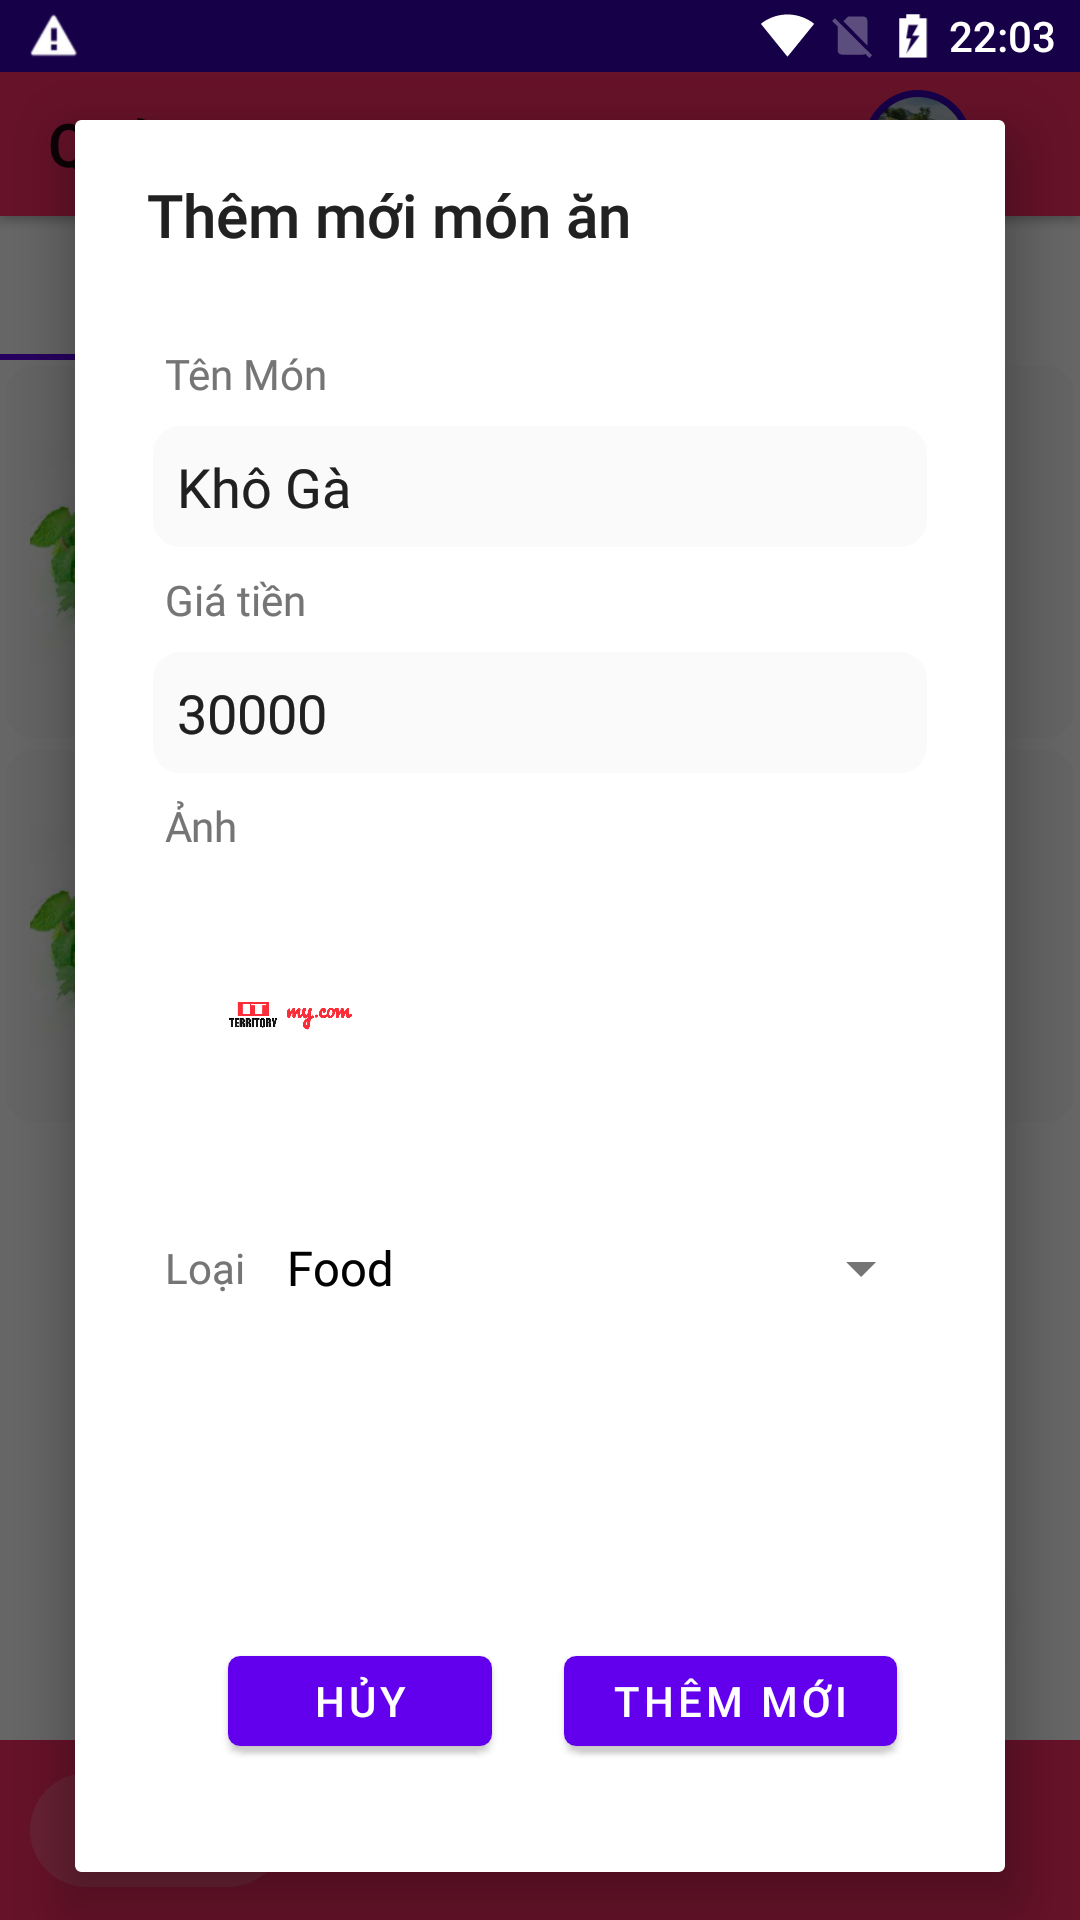 22:03
Thêm mới món ăn
Tên Món
Khô Gà
Giá tiền
30000
Ảnh
TERRITORY my.com
Loại Food
HỦY THÊM MỚI